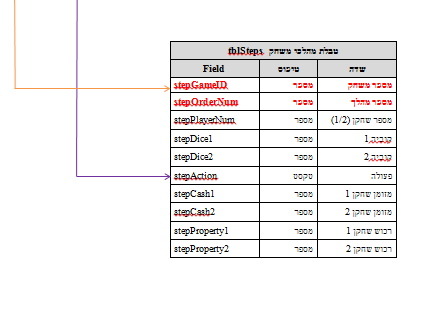 טבלת מהלכי משחק tblSteps
שדה טיפוס Field
מספר משחק מספר stepGameID
מספר מהלך מספר stepOrderNum
מספר שחקן (1/2) מספר stepPlayerNum
קובייה1 מספר stepDice1
קובייה2 מספר stepDice2
פעולה טקסט stepAction
מזומן שחקן 1 מספר stepCash1
מזומן שחקן 2 מספר stepCash2
רכוש שחקן 1 מספר stepProperty1
רכוש שחקן 2 מספר stepProperty2